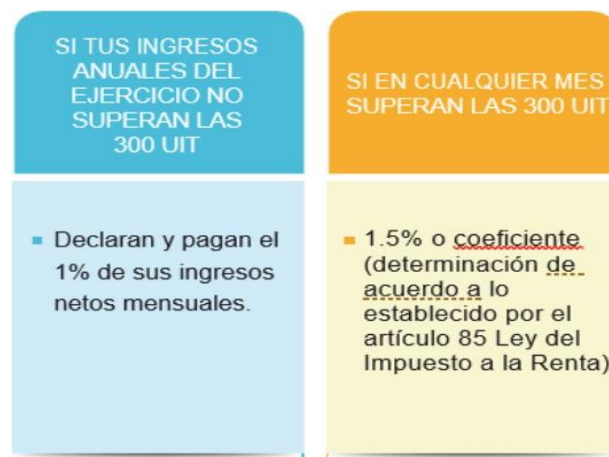 SI TUS INGRESOS
ANUALES DEL
EJERCICIO NO
SUPERAN LAS
300 UIT
SI EN CUALQUIER MES
SUPERAN LAS 300 UIT
▪ Declaran y pagan el
1% de sus ingresos
netos mensuales.
▪ 1.5% o coeficiente
(determinación de
acuerdo a lo
establecido por el
artículo 85 Ley del
Impuesto a la Renta)